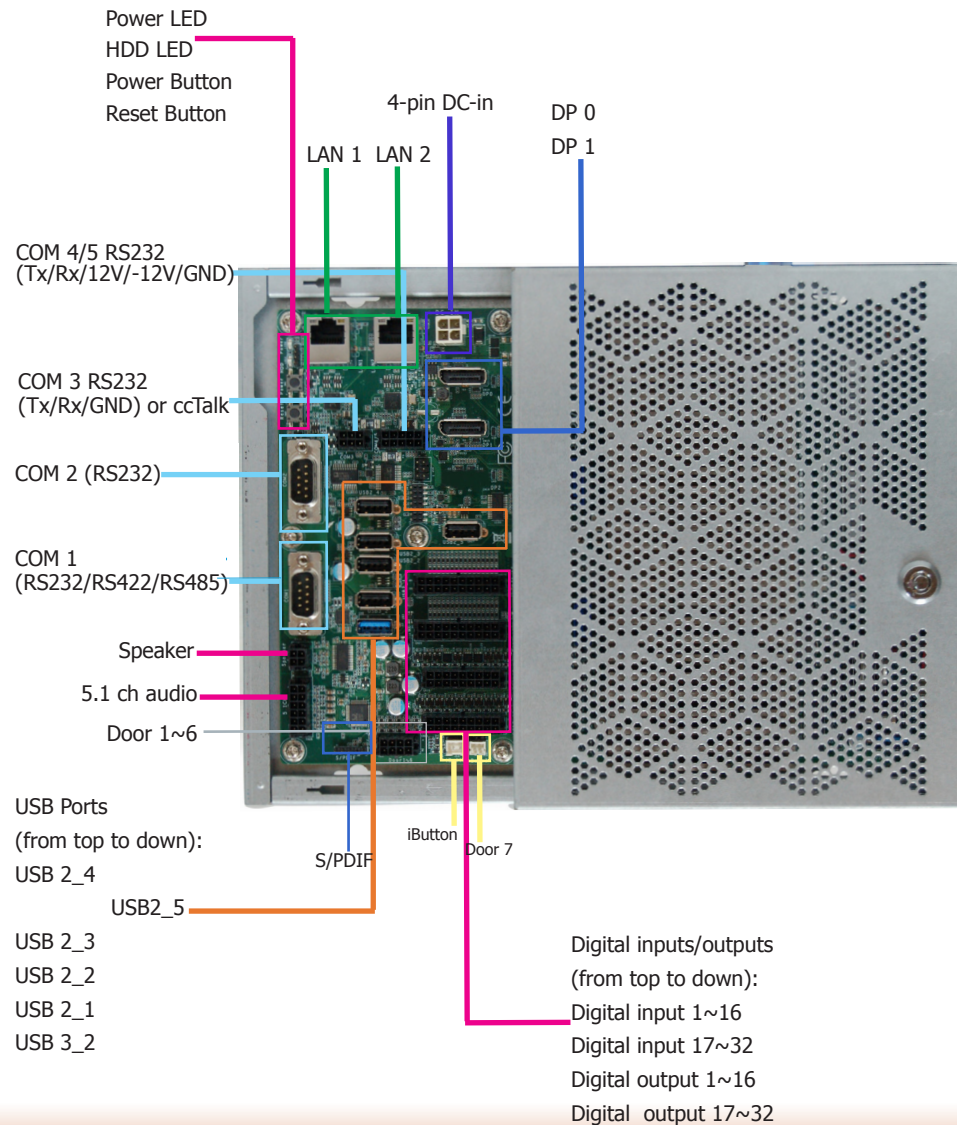 Power LED
HDD LED
Power Button
Reset Button
4-pin DC-in
DP 0
DP 1
LAN 1 LAN 2
COM 4/5 RS232
(Tx/Rx/12V/-12V/GND)
COM 3 RS232
(Tx/Rx/GND) or ccTalk
COM 2 (RS232)
COM 1
(RS232/RS422/RS485)
Speaker
5.1 ch audio
Door 1~6
USB Ports
(from top to down):
USB 2_4
USB2_5
USB 2_3
USB 2_2
USB 2_1
USB 3_2
S/PDIF
iButton
Door 7
Digital inputs/outputs
(from top to down):
Digital input 1~16
Digital input 17~32
Digital output 1~16
Digital output 17~32